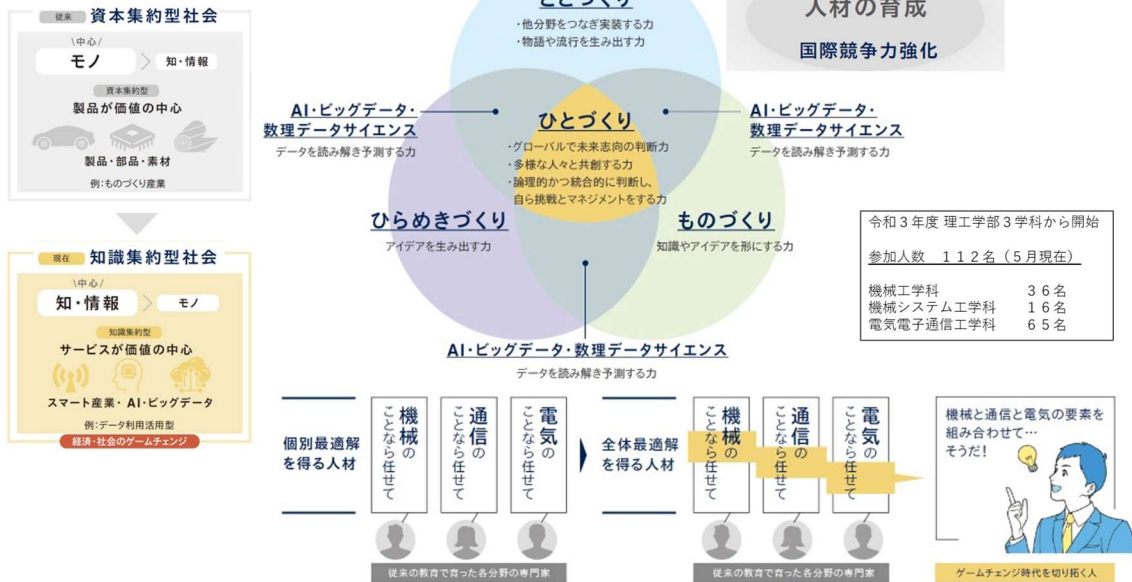 従来 資本集約型社会
\中心/
モノ
知・情報
資本集約型
製品が価値の中心
製品・部品・素材
例:ものづくり産業
現在 知識集約型社会
\中心/
知・情報
モノ
知識集約型
サービスが価値の中心
スマート産業・AI・ビッグデータ
例:データ利用活用型
経済・社会のゲームチェンジ
ことづくり
・他分野をつなぎ実装する力
・物語や流行を生み出す力
AI・ビッグデータ・
数理データサイエンス
データを読み解き予測する力
AI・ビッグデータ・
数理データサイエンス
データを読み解き予測する力
ひとづくり
・グローバルで未来志向の判断力
・多様な人々と共創する力
・論理的かつ統合的に判断し、
自ら挑戦とマネジメントをする力
ひらめきづくり
アイデアを生み出す力
ものづくり
知識やアイデアを形にする力
AI・ビッグデータ・数理データサイエンス
データを読み解き予測する力
人材の育成
国際競争力強化
令和3年度 理工学部3学科から開始
参加人数 112名(5月現在)
機械工学科 36名
機械システム工学科 16名
電気電子通信工学科 65名
個別最適解
を得る人材
機械の
ことなら任せて
通信の
ことなら任せて
電気の
ことなら任せて
従来の教育で育った各分野の専門家
全体最適解
を得る人材
機械の
ことなら任せて
通信の
ことなら任せて
電気の
ことなら任せて
従来の教育で育った各分野の専門家
機械と通信と電気の要素を
組み合わせて…
そうだ!
ゲームチェンジ時代を切り拓く人